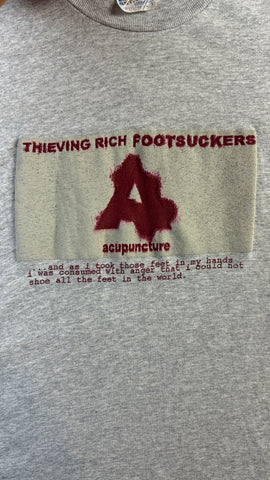 THIEVING RICH FOOTSUCKERS
A
acupuncture
...and as i took those feet in my hands
i was consumed with anger that i could not
shoe all the feet in the world.